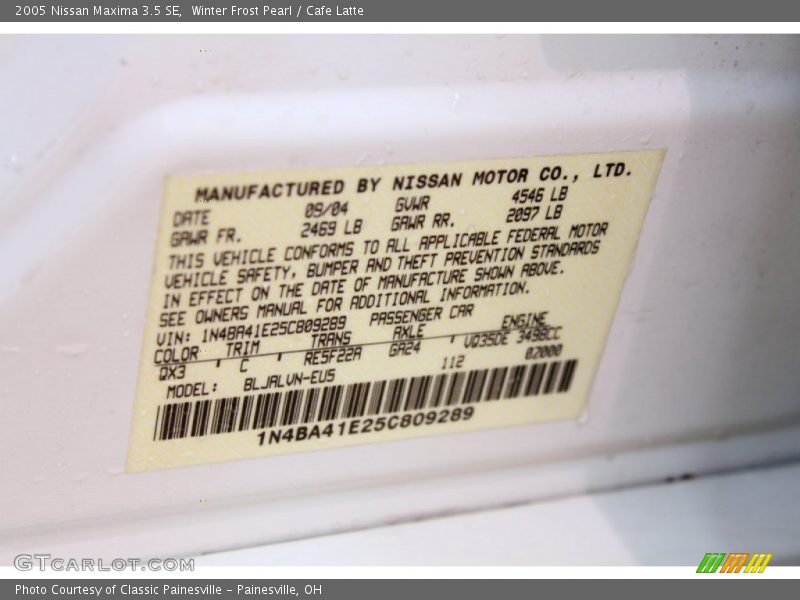 2005 Nissan Maxima 3.5 SE,  Winter Frost Pearl / Cafe Latte
MANUFACTURED BY NISSAN MOTOR CO., LTD.
DATE 09/04 GVWR 4546 LB
GAWR FR. 2469 LB GAWR RR. 2097 LB
THIS VEHICLE CONFORMS TO ALL APPLICABLE FEDERAL MOTOR
VEHICLE SAFETY, BUMPER AND THEFT PREVENTION STANDARDS
IN EFFECT ON THE DATE OF MANUFACTURE SHOWN ABOVE.
SEE OWNERS MANUAL FOR ADDITIONAL INFORMATION.
VIN: 1N4BA41E25C809289 PASSENGER CAR
COLOR TRIM TRANS AXLE ENGINE
QX3 C RE5F22A GA24 VQ35DE 3498CC
MODEL: BLJALVN-EU5 112 02000
1N4BA41E25C809289
GTCARLOT.COM
Photo Courtesy of Classic Painesville - Painesville, OH